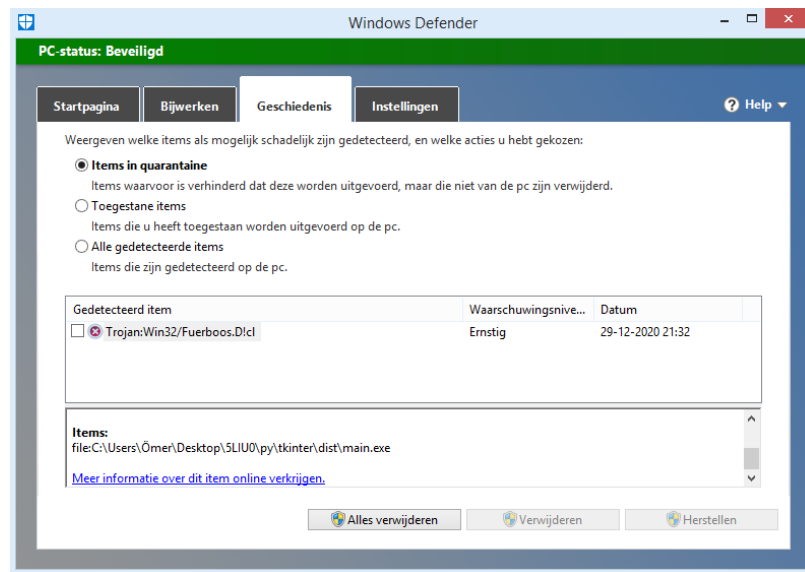 Windows Defender
PC-status: Beveiligd
Startpagina
Bijwerken
Geschiedenis
Instellingen
Help
Weergeven welke items als mogelijk schadelijk zijn gedetecteerd, en welke acties u hebt gekozen:
Items in quarantaine
Items waarvoor is verhinderd dat deze worden uitgevoerd, maar die niet van de pc zijn verwijderd.
Toegestane items
Items die u heeft toegestaan worden uitgevoerd op de pc.
Alle gedetecteerde items
Items die zijn gedetecteerd op de pc.
Gedetecteerd item
Waarschuwingsnive...
Datum
Trojan:Win32/Fuerboos.D!cl
Ernstig
29-12-2020 21:32
Items:
file:C:\Users\Ömer\Desktop\5LIU0\py\tkinter\dist\main.exe
Meer informatie over dit item online verkrijgen.
Alles verwijderen
Verwijderen
Herstellen